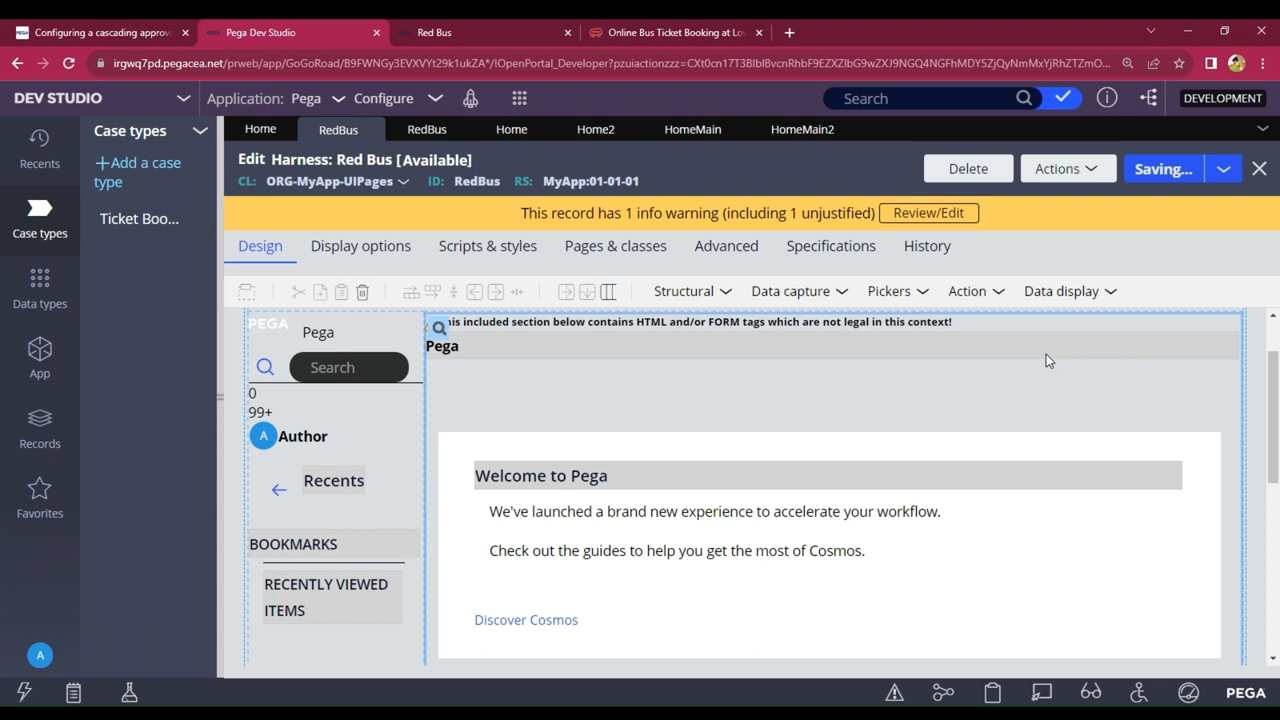 Configuring a cascading approv
Pega Dev Studio
Red Bus
Online Bus Ticket Booking at Lo
irgwq7pd.pegacea.net/prweb/app/GoGoRoad/
DEV STUDIO
Application: Pega
Configure
Search
DEVELOPMENT
Recents
Case types
Data types
App
Records
Favorites
A
Case types
+Add a case
type
Ticket Boo...
Home
RedBus
RedBus
Home
Home2
HomeMain
HomeMain2
Edit Harness: Red Bus [Available]
CL: ORG-MyApp-UIPages ID: RedBus RS: MyApp:01-01-01
Delete
Actions
Saving...
This record has 1 info warning (including 1 unjustified) Review/Edit
Design
Display options
Scripts & styles
Pages & classes
Advanced
Specifications
History
Structural
Data capture
Pickers
Action
Data display
PEGA
Pega
Search
0
99+
A Author
Recents
BOOKMARKS
RECENTLY VIEWED
ITEMS
his included section below contains HTML and/or FORM tags which are not legal in this context!
Pega
Welcome to Pega
We've launched a brand new experience to accelerate your workflow.
Check out the guides to help you get the most of Cosmos.
Discover Cosmos
PEGA